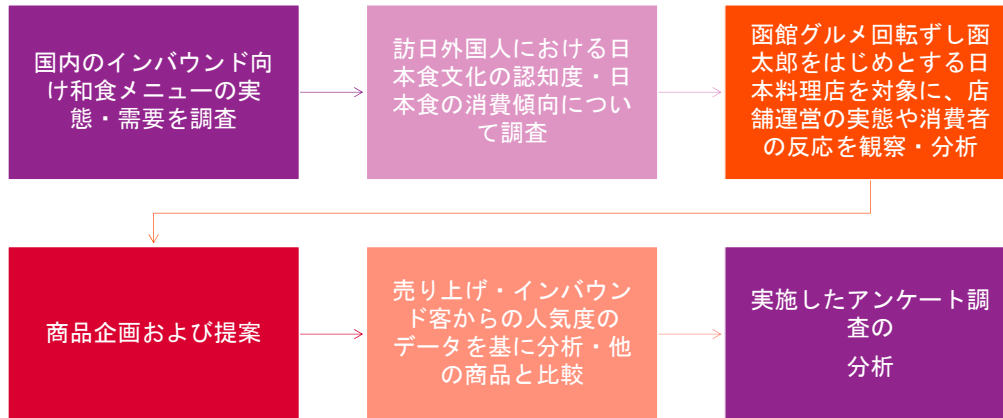 国内のインバウンド向
け和食メニューの実
態・需要を調査
訪日外国人における日
本食文化の認知度・日
本食の消費傾向につい
て調査
函館グルメ回転ずし函
太郎をはじめとする日
本料理店を対象に、店
舗運営の実態や消費者
の反応を観察・分析
商品企画および提案
売り上げ・インバウン
ド客からの人気度の
データを基に分析・他
の商品と比較
実施したアンケート調
査の
分析